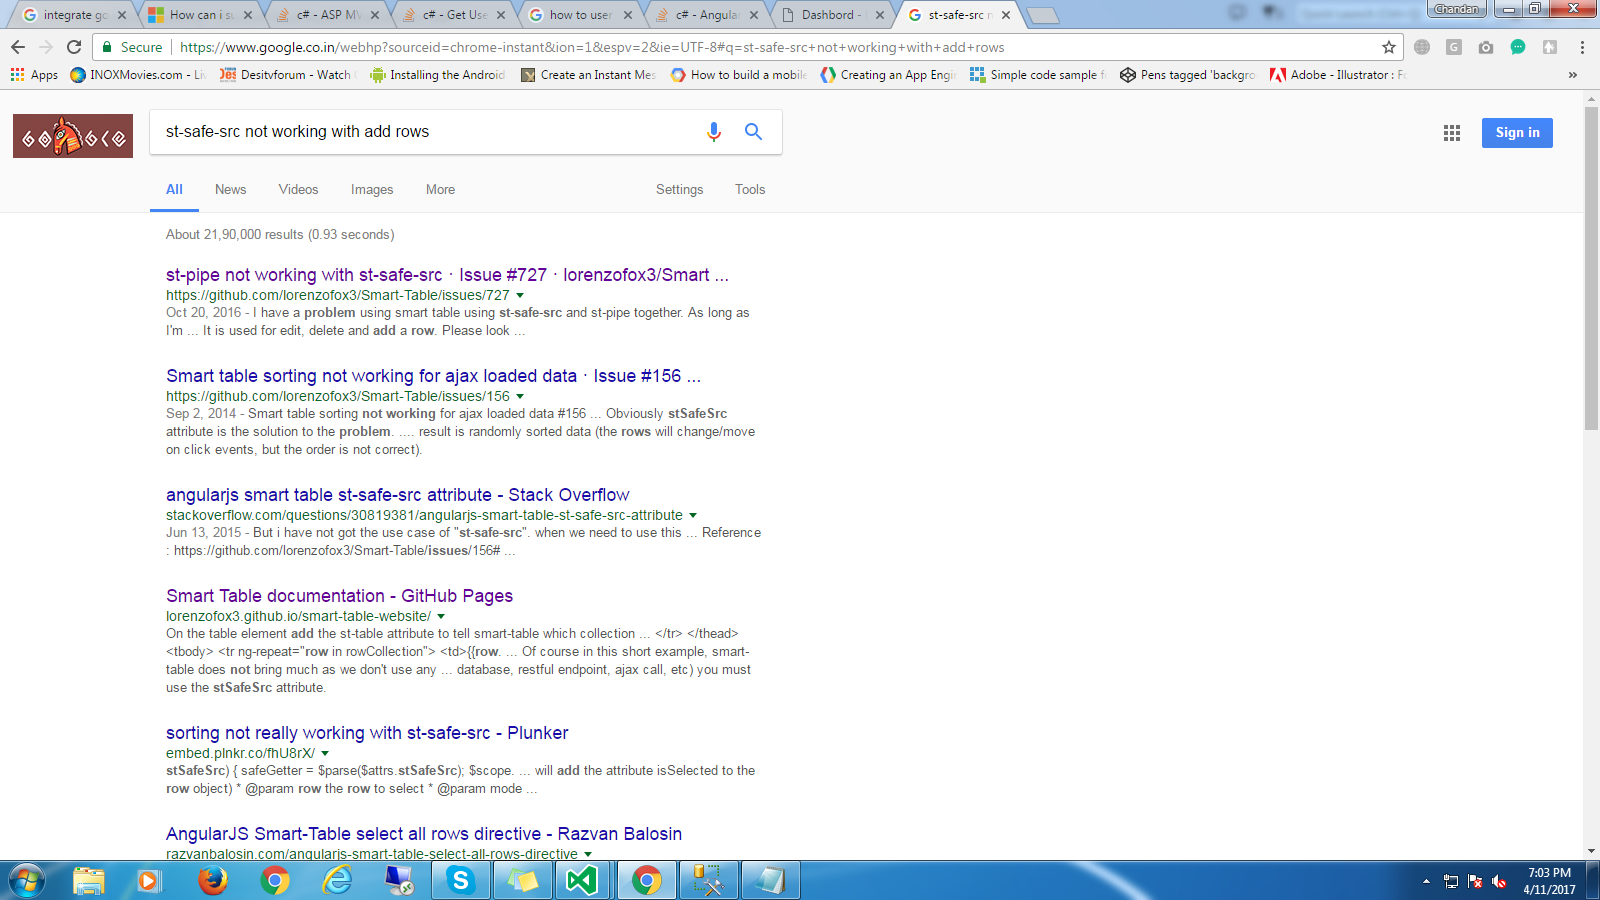 integrate go
How can i su
c# - ASP MV
c# - Get Use
how to user
c# - Angular
Dashbord -
st-safe-src n
Chandan
Secure
https://www.google.co.in/webhp?sourceid=chrome-instant&ion=1&espv=2&ie=UTF-8#q=st-safe-src+not+working+with+add+rows
Apps
INOXMovies.com - Liv
Desitvforum - Watch
Installing the Android
Create an Instant Mes
How to build a mobile
Creating an App Engi
Simple code sample f
Pens tagged 'backgro
Adobe - Illustrator : Fo
st-safe-src not working with add rows
Sign in
All
News
Videos
Images
More
Settings
Tools
About 21,90,000 results (0.93 seconds)
st-pipe not working with st-safe-src · Issue #727 · lorenzofox3/Smart ...
https://github.com/lorenzofox3/Smart-Table/issues/727
Oct 20, 2016 - I have a problem using smart table using st-safe-src and st-pipe together. As long as
I'm ... It is used for edit, delete and add a row. Please look ...
Smart table sorting not working for ajax loaded data · Issue #156 ...
https://github.com/lorenzofox3/Smart-Table/issues/156
Sep 2, 2014 - Smart table sorting not working for ajax loaded data #156 ... Obviously stSafeSrc
attribute is the solution to the problem. .... result is randomly sorted data (the rows will change/move
on click events, but the order is not correct).
angularjs smart table st-safe-src attribute - Stack Overflow
stackoverflow.com/questions/30819381/angularjs-smart-table-st-safe-src-attribute
Jun 13, 2015 - But i have not got the use case of "st-safe-src". when we need to use this ... Reference
: https://github.com/lorenzofox3/Smart-Table/issues/156# ...
Smart Table documentation - GitHub Pages
lorenzofox3.github.io/smart-table-website/
On the table element add the st-table attribute to tell smart-table which collection ... </tr> </thead>
<tbody> <tr ng-repeat="row in rowCollection"> <td>{{row. ... Of course in this short example, smart-
table does not bring much as we don't use any ... database, restful endpoint, ajax call, etc) you must
use the stSafeSrc attribute.
sorting not really working with st-safe-src - Plunker
embed.plnkr.co/fhU8rX/
stSafeSrc) { safeGetter = $parse($attrs.stSafeSrc); $scope. ... will add the attribute isSelected to the
row object) * @param row the row to select * @param mode ...
AngularJS Smart-Table select all rows directive - Razvan Balosin
razvanbalosin.com/angularjs-smart-table-select-all-rows-directive
7:03 PM
4/11/2017